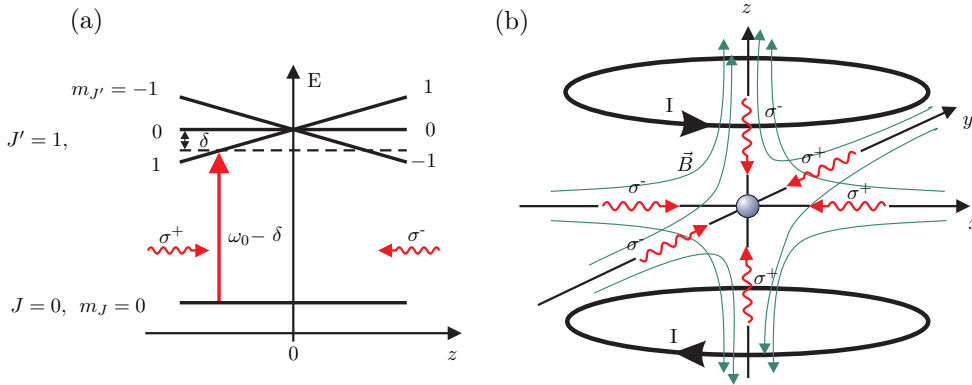 (a)
E
m_{J'} = −1
1
J' = 1,
0
0
δ
1
−1
ω₀− δ
σ⁺
σ⁻
J = 0, m_J = 0
0
z
(b)
z
I
σ⁻
y
B⃗
σ⁺
σ⁻
σ⁺
x
σ⁻
σ⁺
I